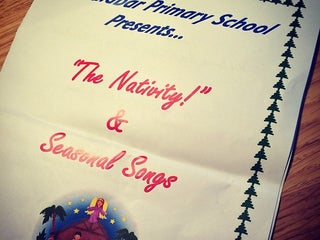 Primary School
Presents...
"The Nativity!"
&
Seasonal Songs